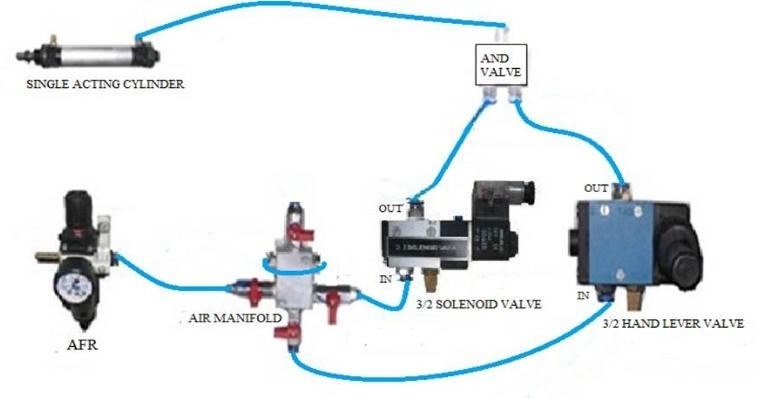 AND
VALVE
SINGLE ACTING CYLINDER
OUT
OUT
IN
3/2 SOLENOID VALVE
IN
AIR MANIFOLD
3/2 HAND LEVER VALVE
AFR